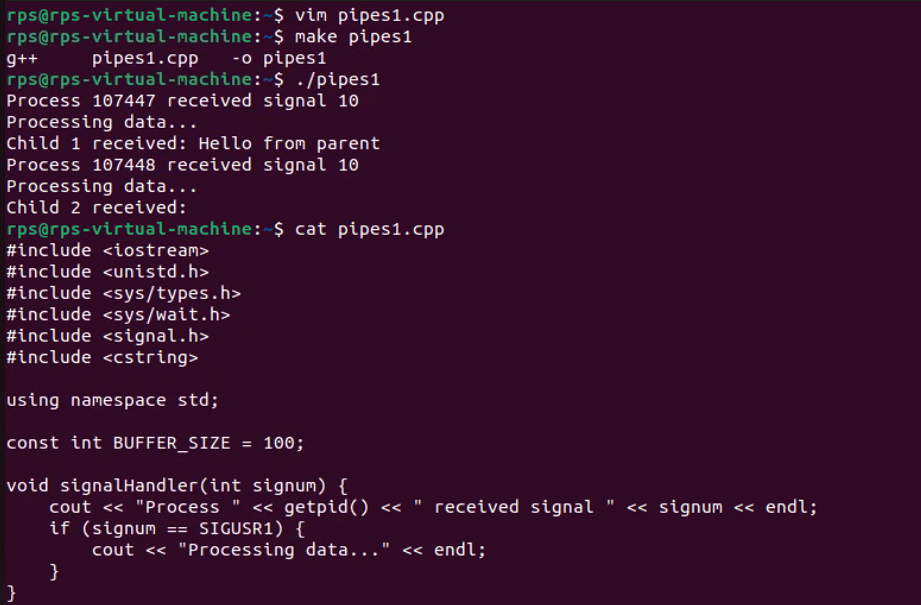 rps@rps-virtual-machine:~$ vim pipes1.cpp
rps@rps-virtual-machine:~$ make pipes1
g++     pipes1.cpp   -o pipes1
rps@rps-virtual-machine:~$ ./pipes1
Process 107447 received signal 10
Processing data...
Child 1 received: Hello from parent
Process 107448 received signal 10
Processing data...
Child 2 received:
rps@rps-virtual-machine:~$ cat pipes1.cpp
#include <iostream>
#include <unistd.h>
#include <sys/types.h>
#include <sys/wait.h>
#include <signal.h>
#include <cstring>

using namespace std;

const int BUFFER_SIZE = 100;

void signalHandler(int signum) {
    cout << "Process " << getpid() << " received signal " << signum << endl;
    if (signum == SIGUSR1) {
        cout << "Processing data..." << endl;
    }
}